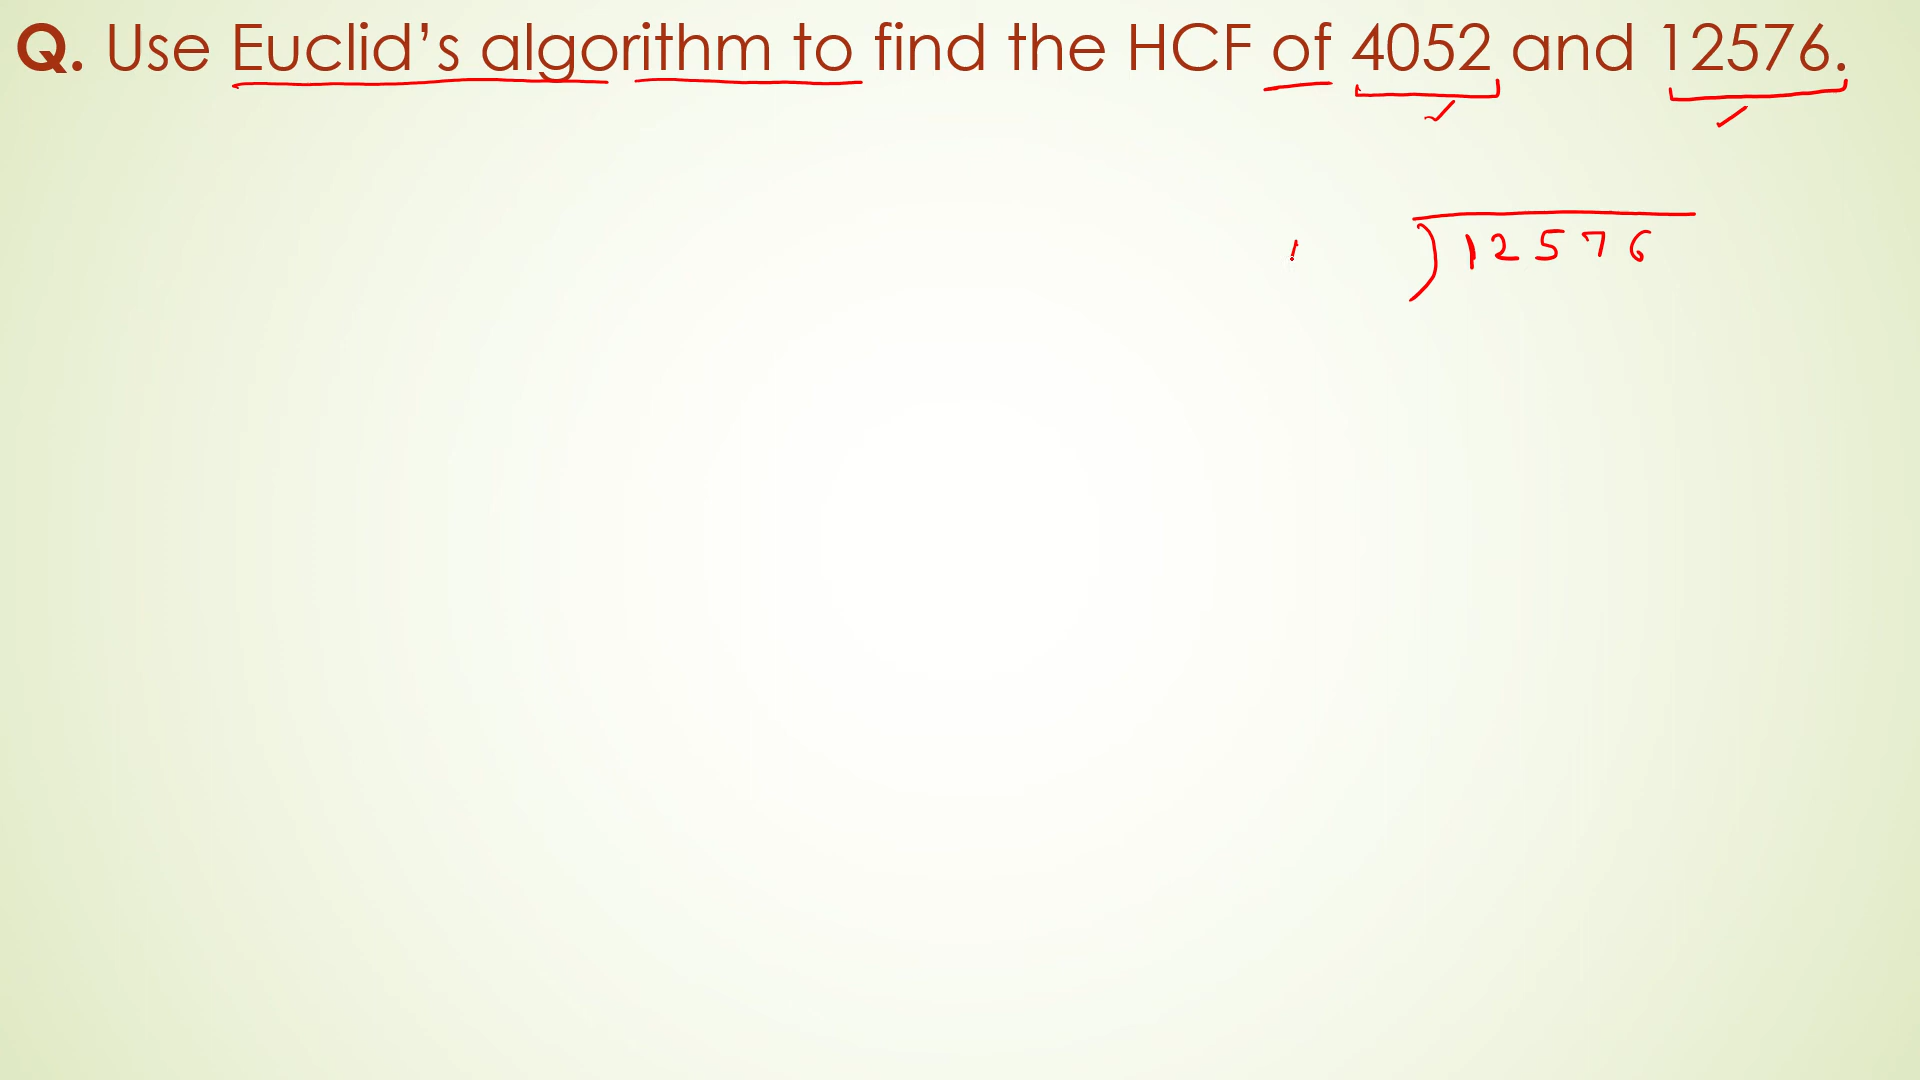 Q. Use Euclid’s algorithm to find the HCF of 4052 and 12576.
12576